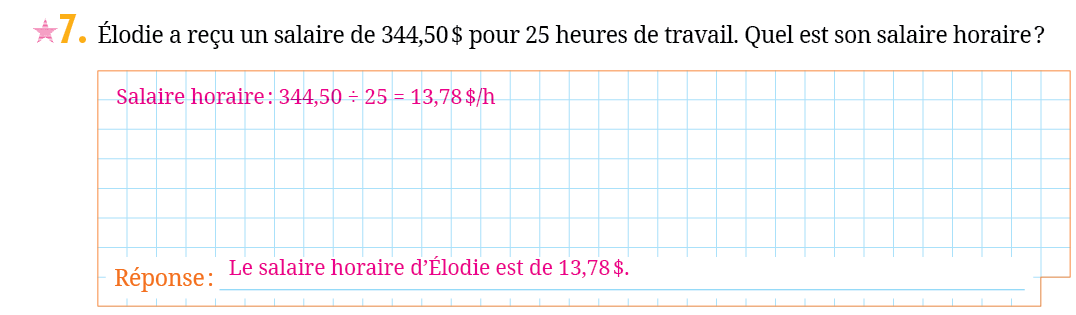 7. Élodie a reçu un salaire de 344,50 $ pour 25 heures de travail. Quel est son salaire horaire ?
Salaire horaire : 344,50 ÷ 25 = 13,78 $/h
Réponse : Le salaire horaire d’Élodie est de 13,78 $.